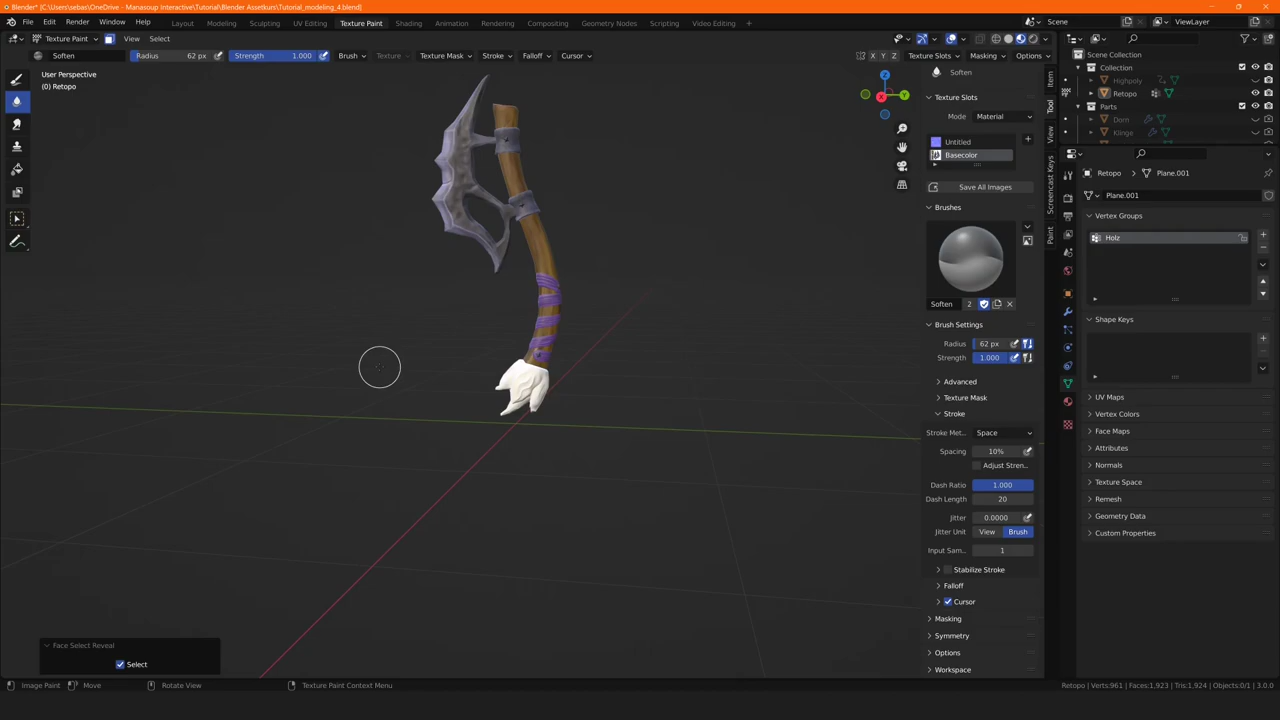 Blender* [C:\Users\sebas\OneDrive - Manasoup Interactive\Tutorial\Blender Assetkurs\Tutorial_modeling_4.blend]
File Edit Render Window Help Layout Modeling Sculpting UV Editing Texture Paint Shading Animation Rendering Compositing Geometry Nodes Scripting Video Editing Scene ViewLayer
Texture Paint View Select
Soften Radius 62 px Strength 1.000 Brush Texture Texture Mask Stroke Falloff Cursor X Y Z Texture Slots Masking Options
User Perspective
(0) Retopo
Z
Y
X
Soften
Texture Slots
Mode Material
Untitled
Basecolor
Save All Images
Brushes
Soften 2
Brush Settings
Radius 62 px
Strength 1.000
Advanced
Texture Mask
Stroke
Stroke Met... Space
Spacing 10%
Adjust Stren...
Dash Ratio 1.000
Dash Length 20
Jitter 0.0000
Jitter Unit View Brush
Input Sam... 1
Stabilize Stroke
Falloff
Cursor
Masking
Symmetry
Options
Workspace
Item
Tool
View
Screencast Keys
Paint
Scene Collection
Collection
Highpoly
Retopo
Parts
Dorn
Klinge
Retopo Plane.001
Plane.001
Vertex Groups
Holz
Shape Keys
UV Maps
Vertex Colors
Face Maps
Attributes
Normals
Texture Space
Remesh
Geometry Data
Custom Properties
Face Select Reveal
Select
Image Paint Move Rotate View Texture Paint Context Menu Retopo | Verts:961 | Faces:1,923 | Tris:1,924 | Objects:0/1 | 3.0.0